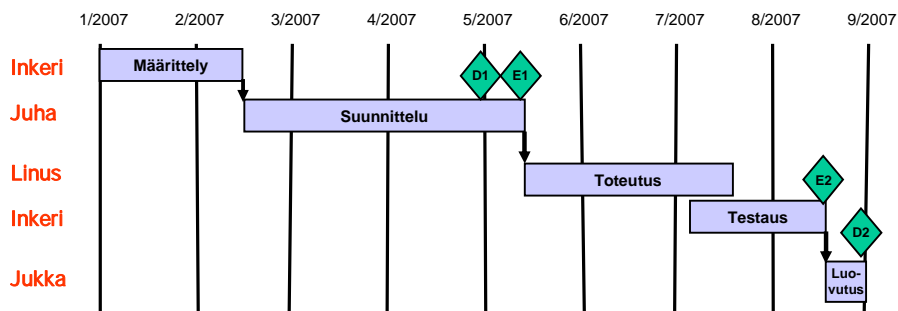 1/2007 2/2007 3/2007 4/2007 5/2007 6/2007 7/2007 8/2007 9/2007
Inkeri Määrittely D1 E1
Juha Suunnittelu
Linus Toteutus E2
Inkeri Testaus D2
Jukka Luo-
vutus